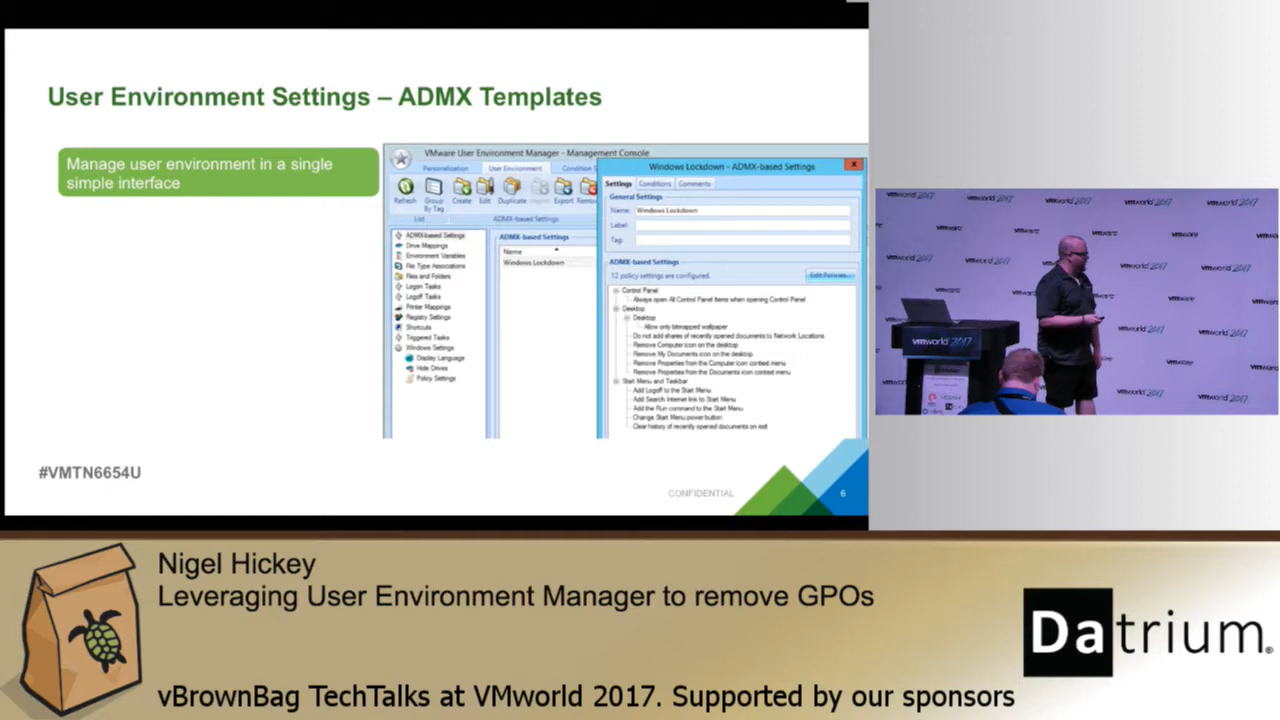 User Environment Settings – ADMX Templates
Manage user environment in a single
simple interface
VMware User Environment Manager - Management Console
Personalization
User Environment
Condition
Refresh
Group
By Tag
Create
Edit
Duplicate
Export
Remove
List
ADMX-based Settings
ADMX-based Settings
Drive Mappings
Environment Variables
File Type Associations
Files and Folders
Logon Tasks
Logoff Tasks
Printer Mappings
Registry Settings
Shortcuts
Triggered Tasks
Windows Settings
Display Language
Hide Drives
Policy Settings
ADMX-based Settings
Name
Windows Lockdown
Windows Lockdown - ADMX-based Settings
x
Settings
Conditions
Comments
General Settings
Name: Windows Lockdown
Label:
Tag:
ADMX-based Settings
12 policy settings are configured.
Edit Policies...
Control Panel
Always open All Control Panel Items when opening Control Panel
Desktop
Desktop
Allow only bitmapped wallpaper
Do not add shares of recently opened documents to Network Locations
Remove Computer icon on the desktop
Remove My Documents icon on the desktop
Remove Properties from the Computer icon context menu
Remove Properties from the Documents icon context menu
Start Menu and Taskbar
Add Logoff to the Start Menu
Add Search Internet link to Start Menu
Add the Run command to the Start Menu
Change Start Menu power button
Clear history of recently opened documents on exit
#VMTN6654U
CONFIDENTIAL
6
vmworld 2017
Nigel Hickey
Leveraging User Environment Manager to remove GPOs
Datrium®
vBrownBag TechTalks at VMworld 2017. Supported by our sponsors